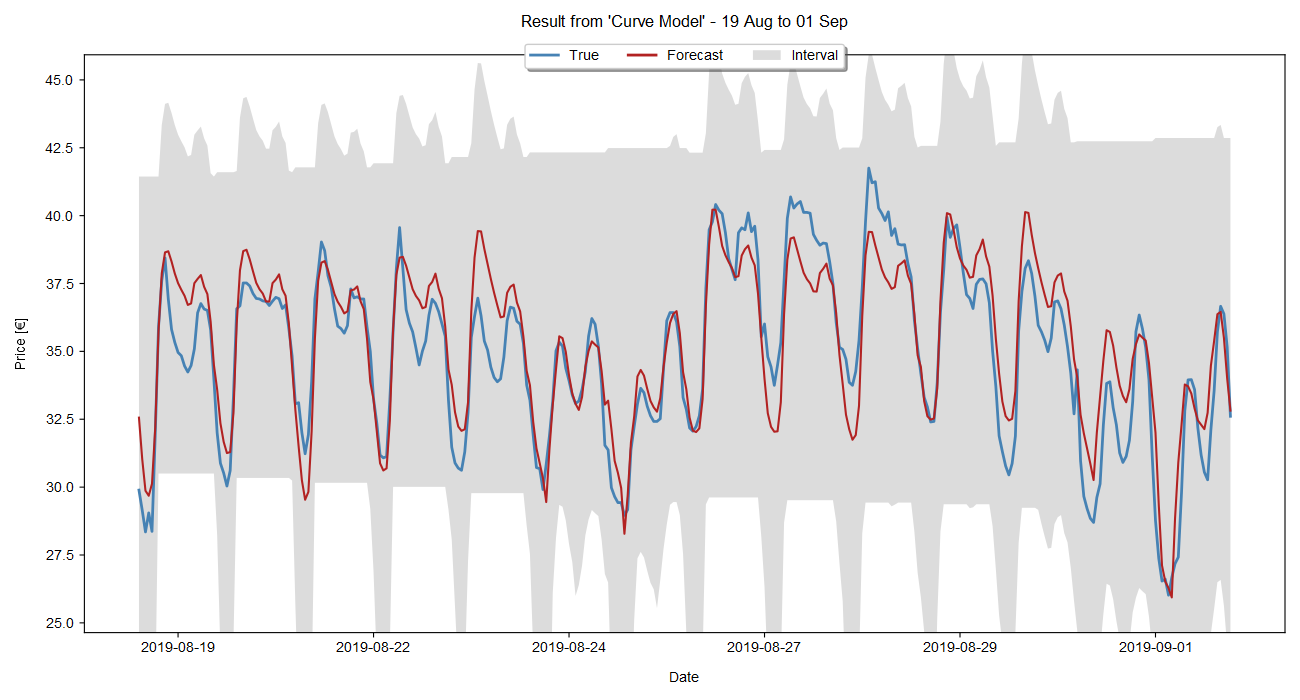 Result from 'Curve Model' - 19 Aug to 01 Sep
True Forecast Interval
45.0
42.5
40.0
37.5
35.0
32.5
30.0
27.5
25.0
Price [€]
2019-08-19 2019-08-22 2019-08-24 2019-08-27 2019-08-29 2019-09-01
Date